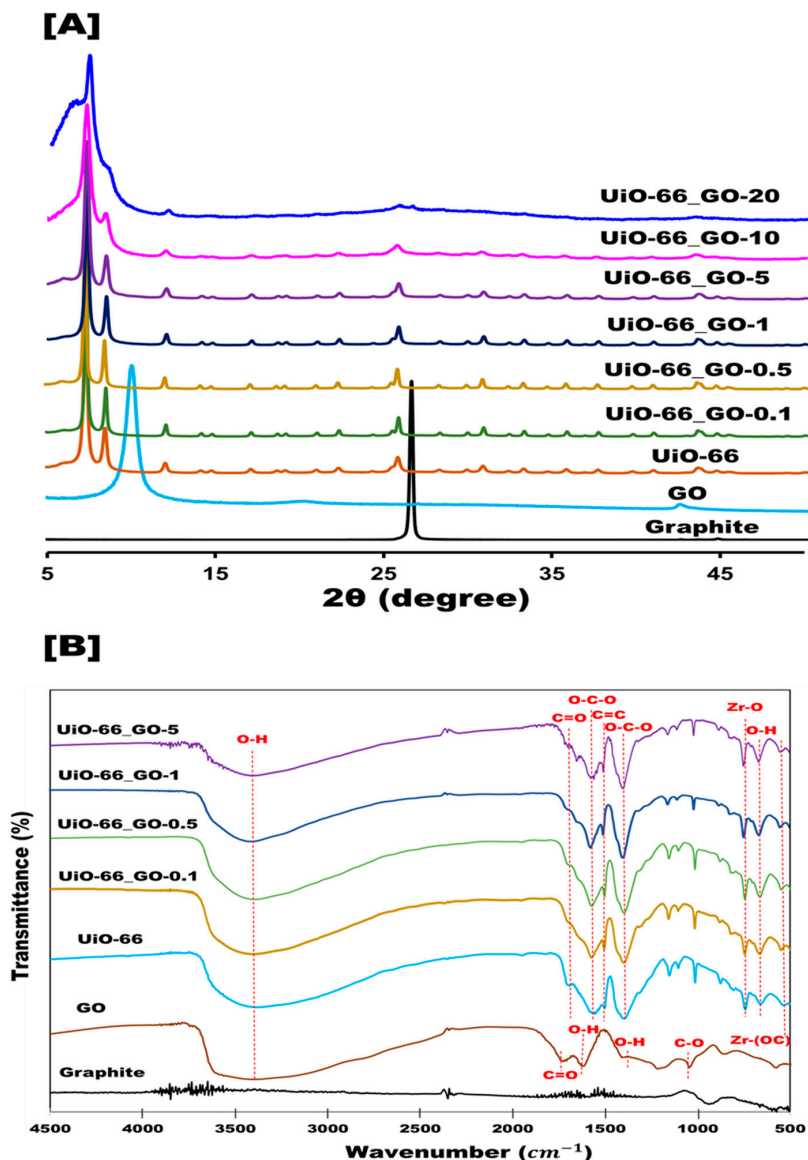 [A]
UiO-66_GO-20
UiO-66_GO-10
UiO-66_GO-5
UiO-66_GO-1
UiO-66_GO-0.5
UiO-66_GO-0.1
UiO-66
GO
Graphite
5 15 25 35 45
2θ (degree)
[B]
Transmittance (%)
UiO-66_GO-5
UiO-66_GO-1
UiO-66_GO-0.5
UiO-66_GO-0.1
UiO-66
GO
Graphite
O-H
O-C-O
C=O C=C
O-C-O
Zr-O
O-H
O-H
O-H
C-O
Zr-(OC)
C=O
4500 4000 3500 3000 2500 2000 1500 1000 500
Wavenumber (cm⁻¹)